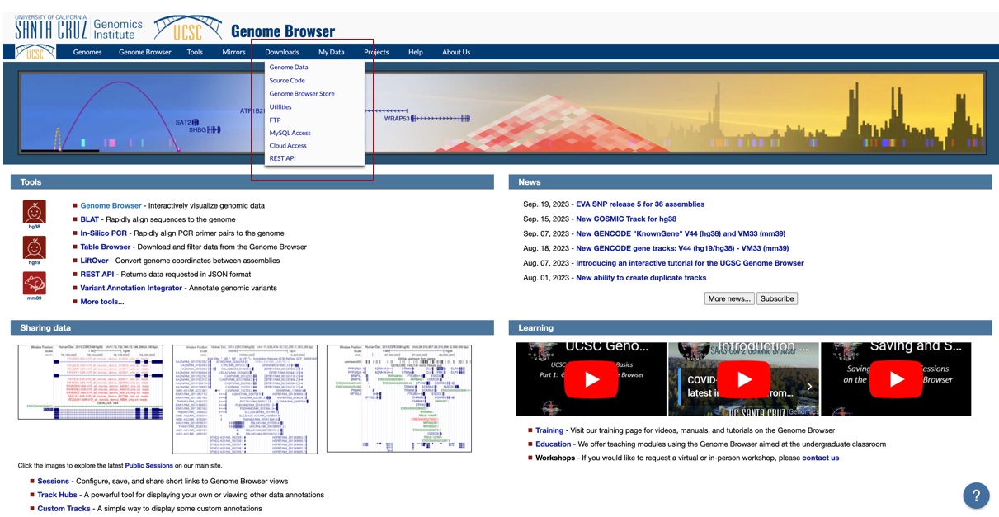 UNIVERSITY OF CALIFORNIA
SANTA CRUZ
Genomics
Institute
UCSC
Genome Browser
UCSC
Genomes
Genome Browser
Tools
Mirrors
Downloads
My Data
Projects
Help
About Us
Genome Data
Source Code
Genome Browser Store
Utilities
FTP
MySQL Access
Cloud Access
REST API
ATP1B2
SAT2
SHBG
WRAP53
Tools
hg38
hg19
mm39
Genome Browser - Interactively visualize genomic data
BLAT - Rapidly align sequences to the genome
In-Silico PCR - Rapidly align PCR primer pairs to the genome
Table Browser - Download and filter data from the Genome Browser
LiftOver - Convert genome coordinates between assemblies
REST API - Returns data requested in JSON format
Variant Annotation Integrator - Annotate genomic variants
More tools...
News
Sep. 19, 2023 - EVA SNP release 5 for 36 assemblies
Sep. 15, 2023 - New COSMIC Track for hg38
Sep. 07, 2023 - New GENCODE "KnownGene" V44 (hg38) and VM33 (mm39)
Aug. 18, 2023 - New GENCODE gene tracks: V44 (hg19/hg38) - VM33 (mm39)
Aug. 07, 2023 - Introducing an interactive tutorial for the UCSC Genome Browser
Aug. 01, 2023 - New ability to create duplicate tracks
More news...
Subscribe
Sharing data
Click the images to explore the latest Public Sessions on our main site.
Sessions - Configure, save, and share short links to Genome Browser views
Track Hubs - A powerful tool for displaying your own or viewing other data annotations
Custom Tracks - A simple way to display some custom annotations
Learning
UCSC Geno...
UCSC
Basics
Part 1:
Browser
Introduction ...
COVID
latest
rom...
UC SANTA CRUZ Genomics
Saving and S...
Saving
essions
on the
Browser
Training - Visit our training page for videos, manuals, and tutorials on the Genome Browser
Education - We offer teaching modules using the Genome Browser aimed at the undergraduate classroom
Workshops - If you would like to request a virtual or in-person workshop, please contact us
?